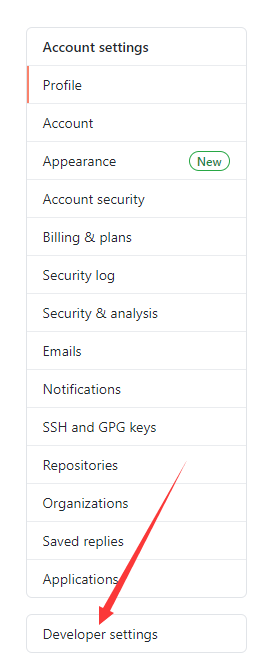 Account settings
Profile
Account
Appearance New
Account security
Billing & plans
Security log
Security & analysis
Emails
Notifications
SSH and GPG keys
Repositories
Organizations
Saved replies
Applications
Developer settings